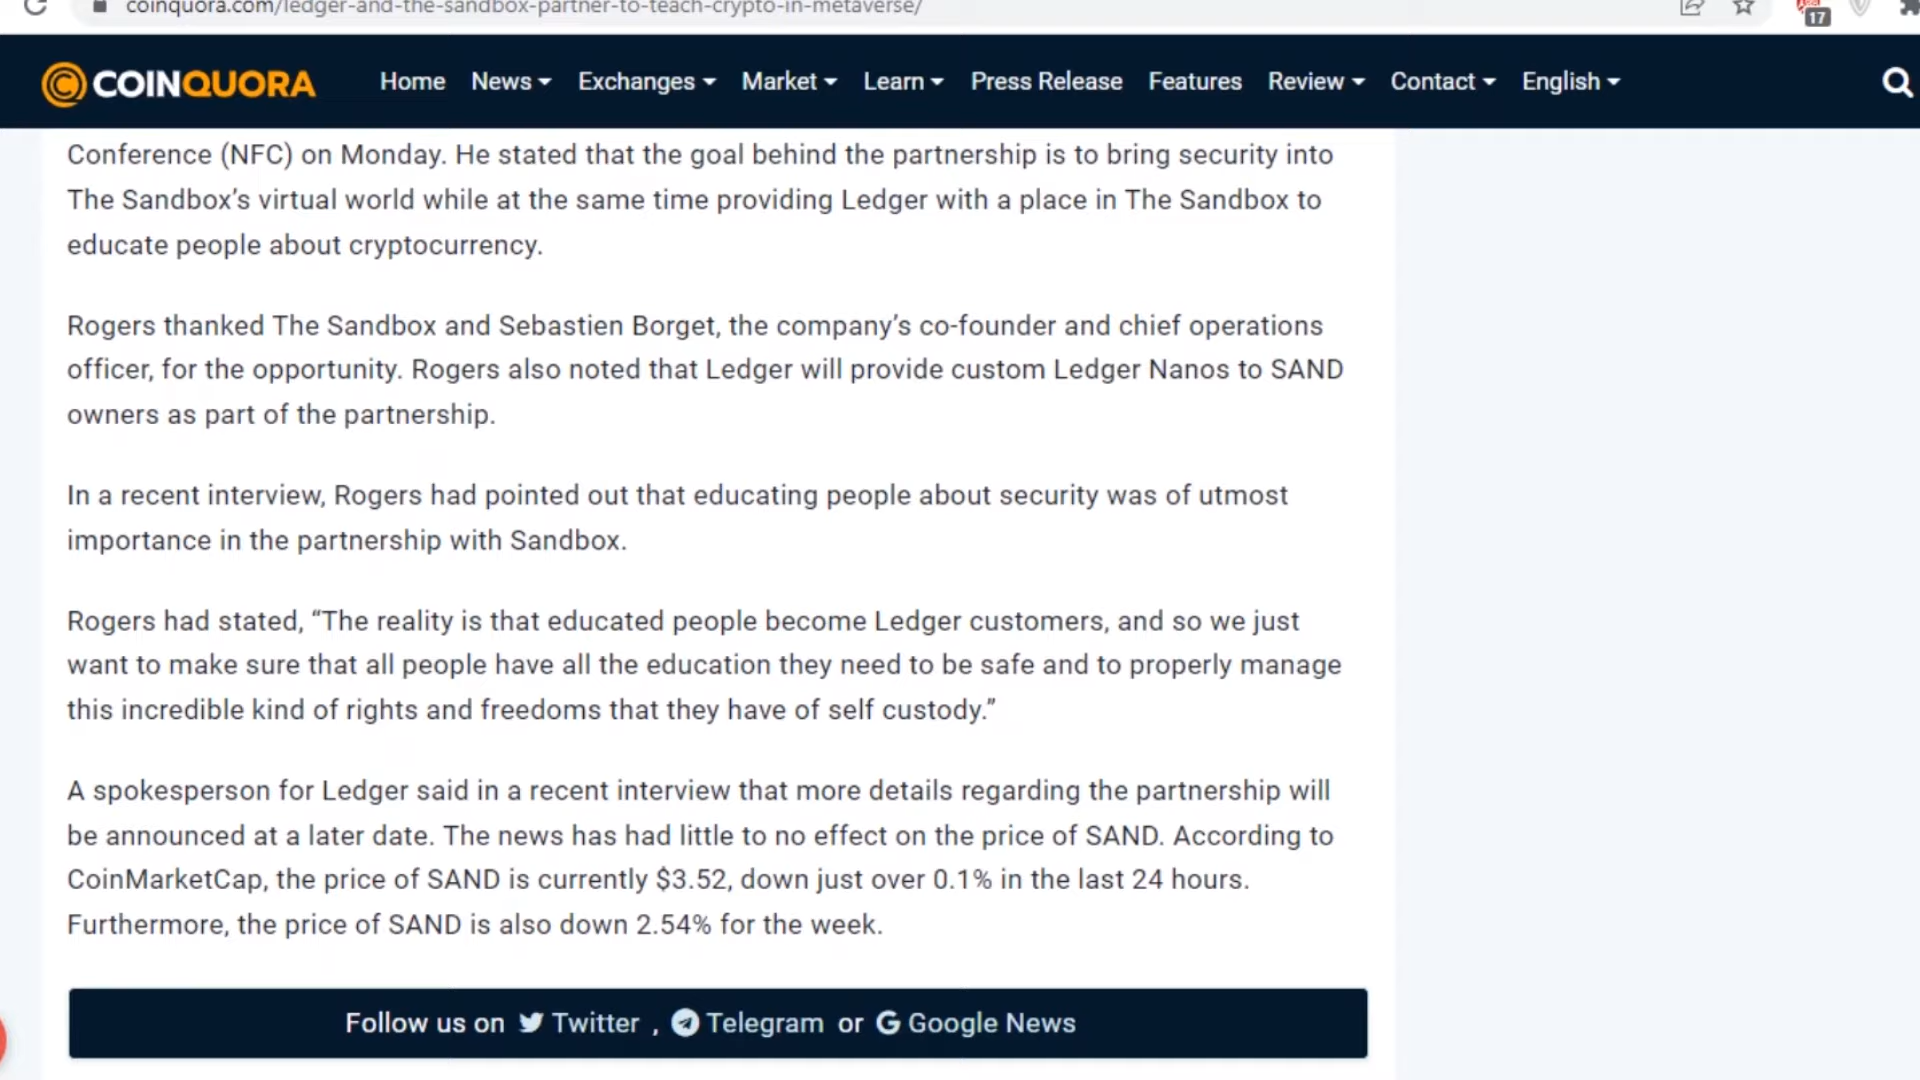 coinquora.com/ledger-and-the-sandbox-partner-to-teach-crypto-in-metaverse/
17
COINQUORA Home News Exchanges Market Learn Press Release Features Review Contact English
Conference (NFC) on Monday. He stated that the goal behind the partnership is to bring security into
The Sandbox’s virtual world while at the same time providing Ledger with a place in The Sandbox to
educate people about cryptocurrency.
Rogers thanked The Sandbox and Sebastien Borget, the company’s co-founder and chief operations
officer, for the opportunity. Rogers also noted that Ledger will provide custom Ledger Nanos to SAND
owners as part of the partnership.
In a recent interview, Rogers had pointed out that educating people about security was of utmost
importance in the partnership with Sandbox.
Rogers had stated, “The reality is that educated people become Ledger customers, and so we just
want to make sure that all people have all the education they need to be safe and to properly manage
this incredible kind of rights and freedoms that they have of self custody.”
A spokesperson for Ledger said in a recent interview that more details regarding the partnership will
be announced at a later date. The news has had little to no effect on the price of SAND. According to
CoinMarketCap, the price of SAND is currently $3.52, down just over 0.1% in the last 24 hours.
Furthermore, the price of SAND is also down 2.54% for the week.
Follow us on Twitter , Telegram or Google News